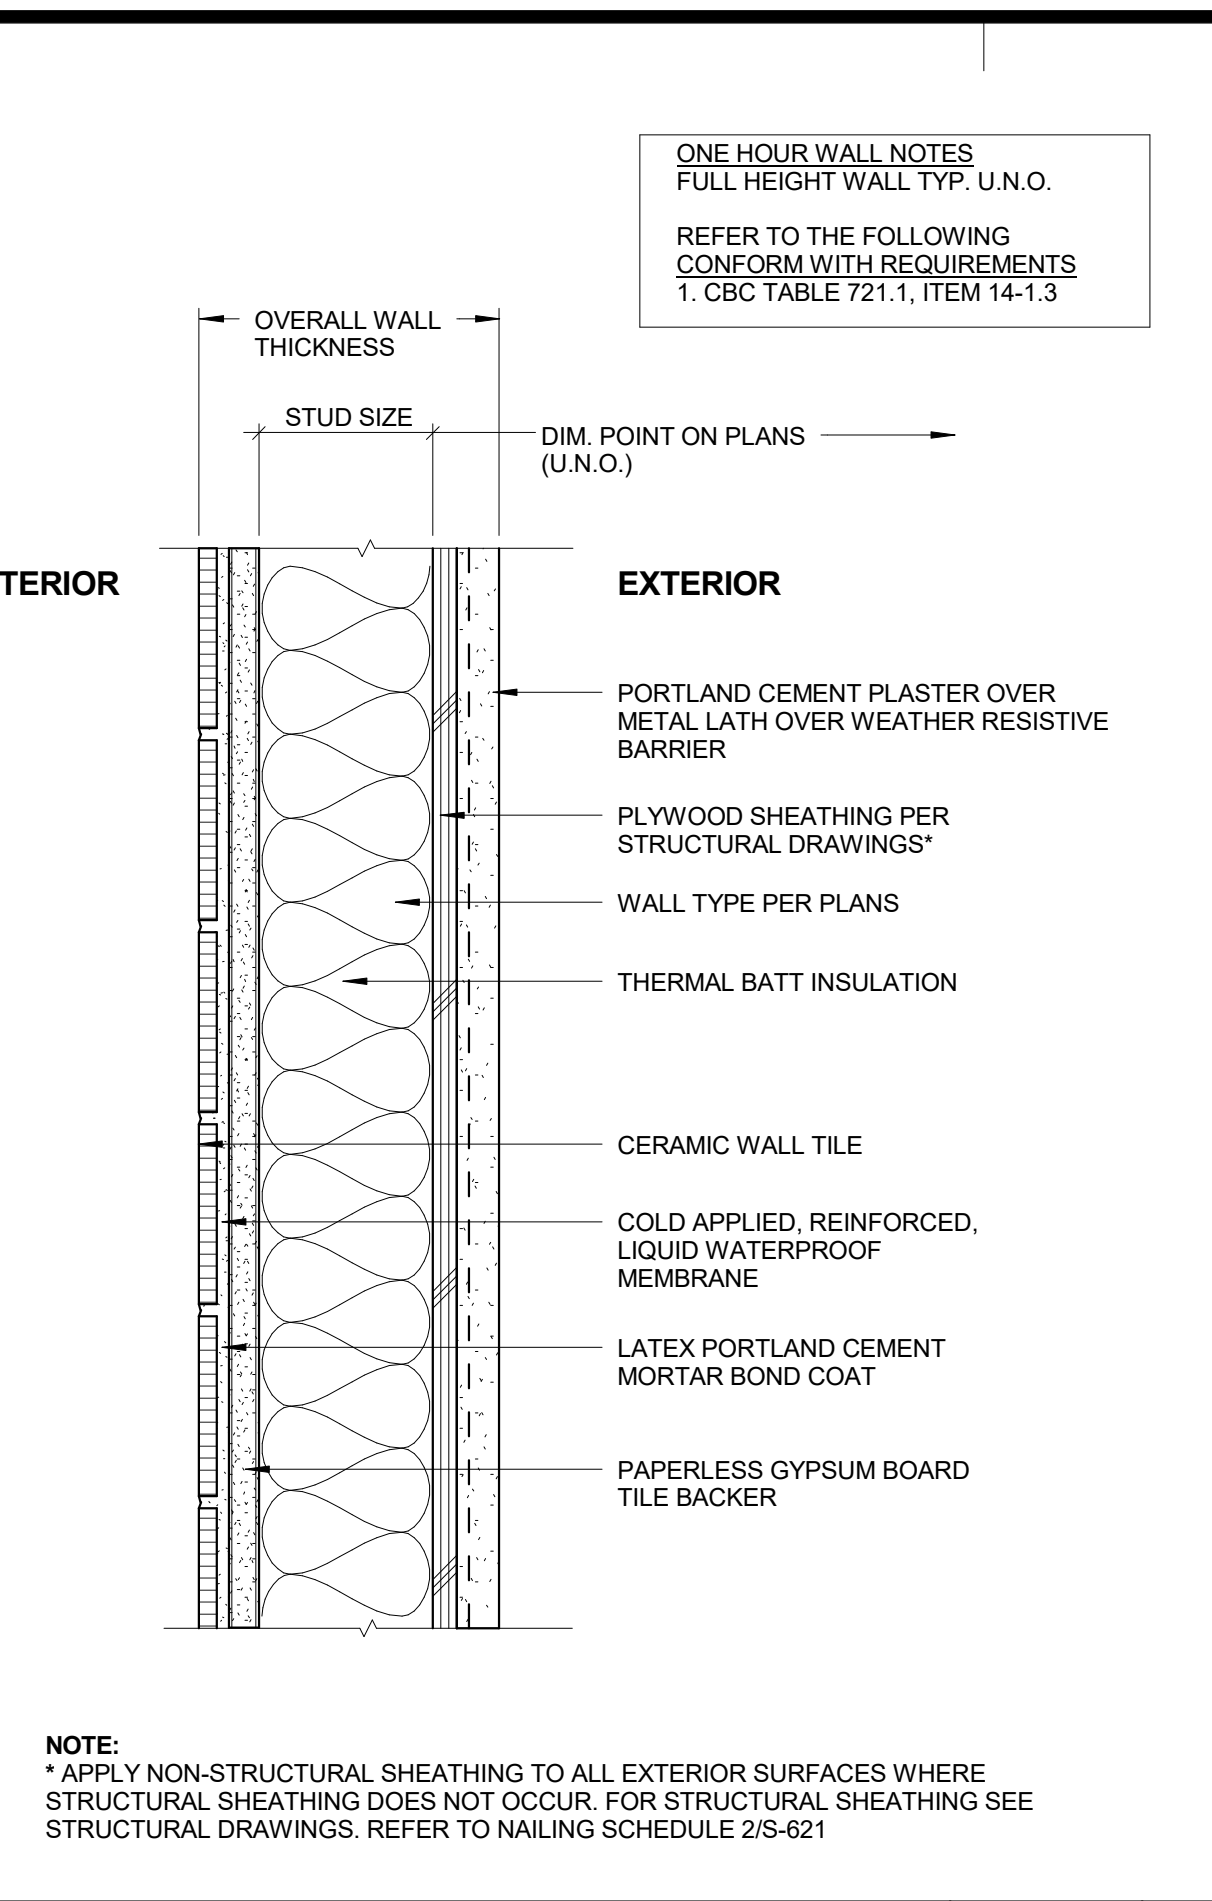 ONE HOUR WALL NOTES
FULL HEIGHT WALL TYP. U.N.O.
REFER TO THE FOLLOWING
CONFORM WITH REQUIREMENTS
1. CBC TABLE 721.1, ITEM 14-1.3
OVERALL WALL
THICKNESS
STUD SIZE
DIM. POINT ON PLANS
(U.N.O.)
TERIOR
EXTERIOR
PORTLAND CEMENT PLASTER OVER
METAL LATH OVER WEATHER RESISTIVE
BARRIER
PLYWOOD SHEATHING PER
STRUCTURAL DRAWINGS*
WALL TYPE PER PLANS
THERMAL BATT INSULATION
CERAMIC WALL TILE
COLD APPLIED, REINFORCED,
LIQUID WATERPROOF
MEMBRANE
LATEX PORTLAND CEMENT
MORTAR BOND COAT
PAPERLESS GYPSUM BOARD
TILE BACKER
NOTE:
* APPLY NON-STRUCTURAL SHEATHING TO ALL EXTERIOR SURFACES WHERE
STRUCTURAL SHEATHING DOES NOT OCCUR. FOR STRUCTURAL SHEATHING SEE
STRUCTURAL DRAWINGS. REFER TO NAILING SCHEDULE 2/S-621